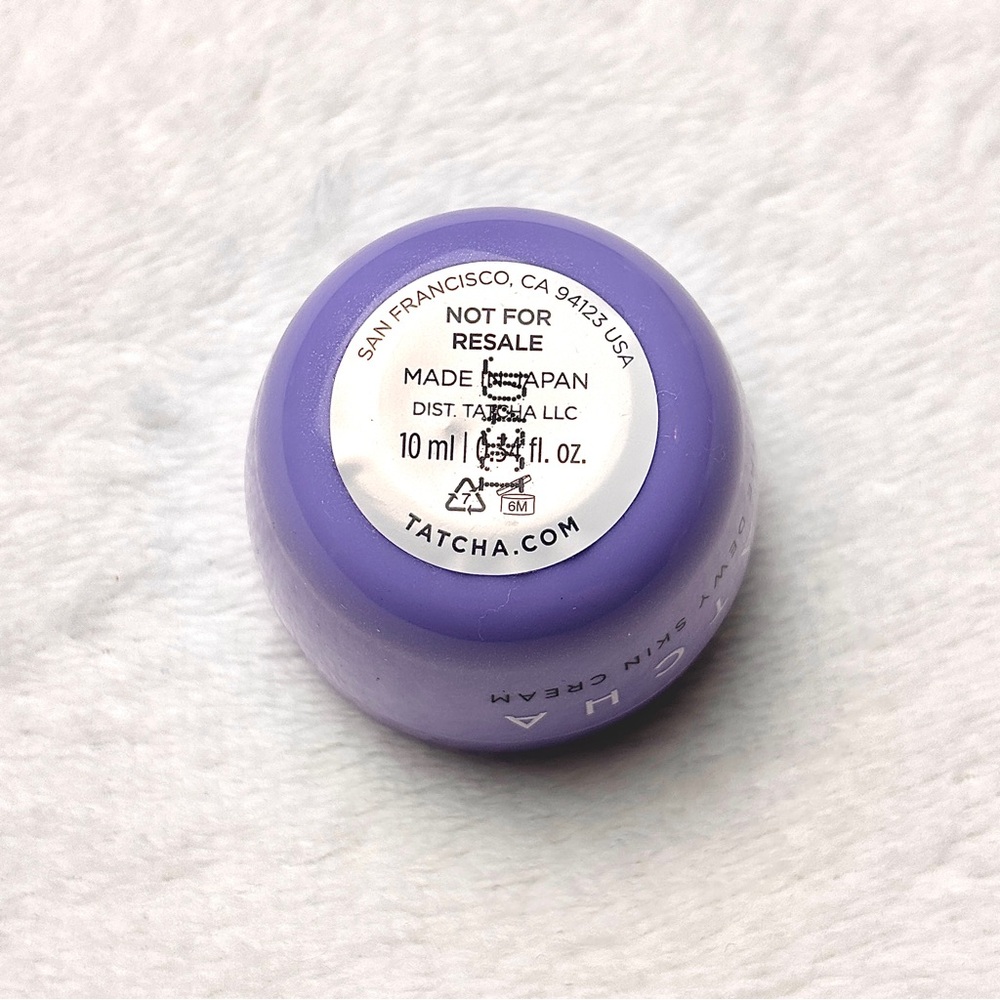 SAN FRANCISCO, CA 94123 USA
NOT FOR
RESALE
MADE IN JAPAN
DIST. TATCHA LLC
10 ml | 0.34 fl. oz.
7 6M
TATCHA.COM
DEWY SKIN CREAM
T C H A